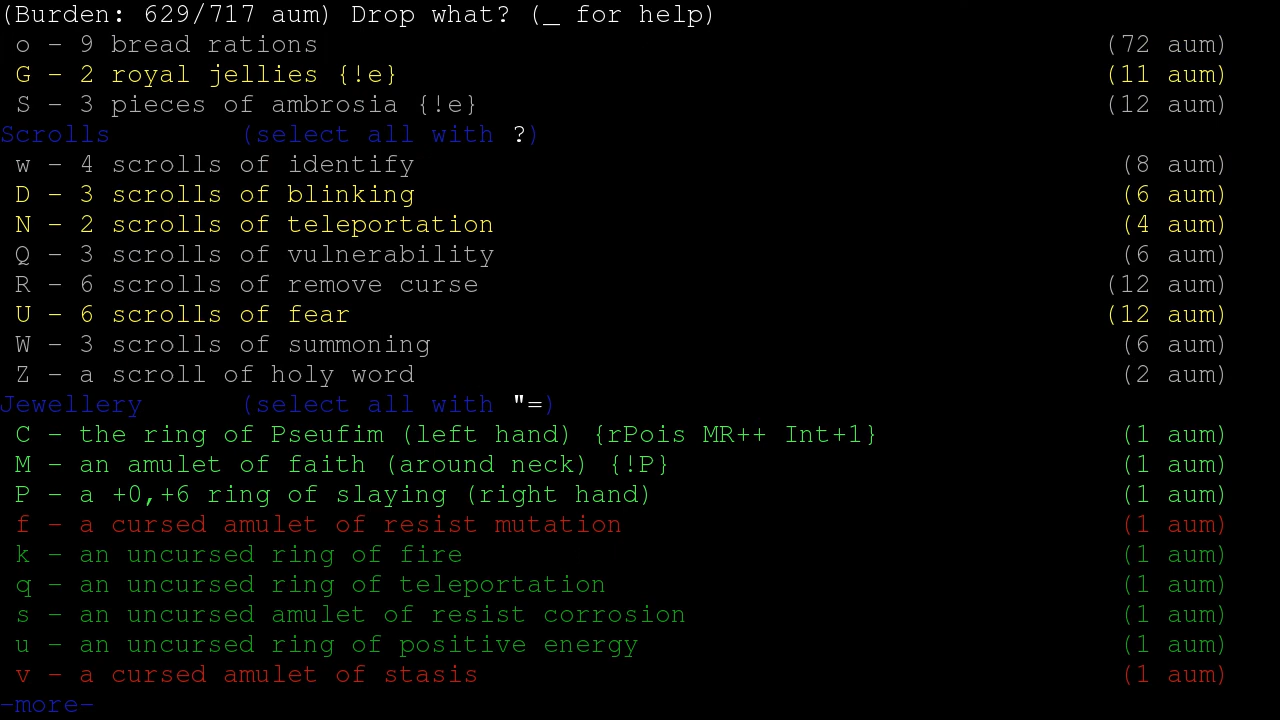 (Burden: 629/717 aum) Drop what? (_ for help)
o - 9 bread rations (72 aum)
G - 2 royal jellies {!e} (11 aum)
S - 3 pieces of ambrosia {!e} (12 aum)
Scrolls (select all with ?)
w - 4 scrolls of identify (8 aum)
D - 3 scrolls of blinking (6 aum)
N - 2 scrolls of teleportation (4 aum)
Q - 3 scrolls of vulnerability (6 aum)
R - 6 scrolls of remove curse (12 aum)
U - 6 scrolls of fear (12 aum)
W - 3 scrolls of summoning (6 aum)
Z - a scroll of holy word (2 aum)
Jewellery (select all with "=)
C - the ring of Pseufim (left hand) {rPois MR++ Int+1} (1 aum)
M - an amulet of faith (around neck) {!P} (1 aum)
P - a +0,+6 ring of slaying (right hand) (1 aum)
f - a cursed amulet of resist mutation (1 aum)
k - an uncursed ring of fire (1 aum)
q - an uncursed ring of teleportation (1 aum)
s - an uncursed amulet of resist corrosion (1 aum)
u - an uncursed ring of positive energy (1 aum)
v - a cursed amulet of stasis (1 aum)
-more-